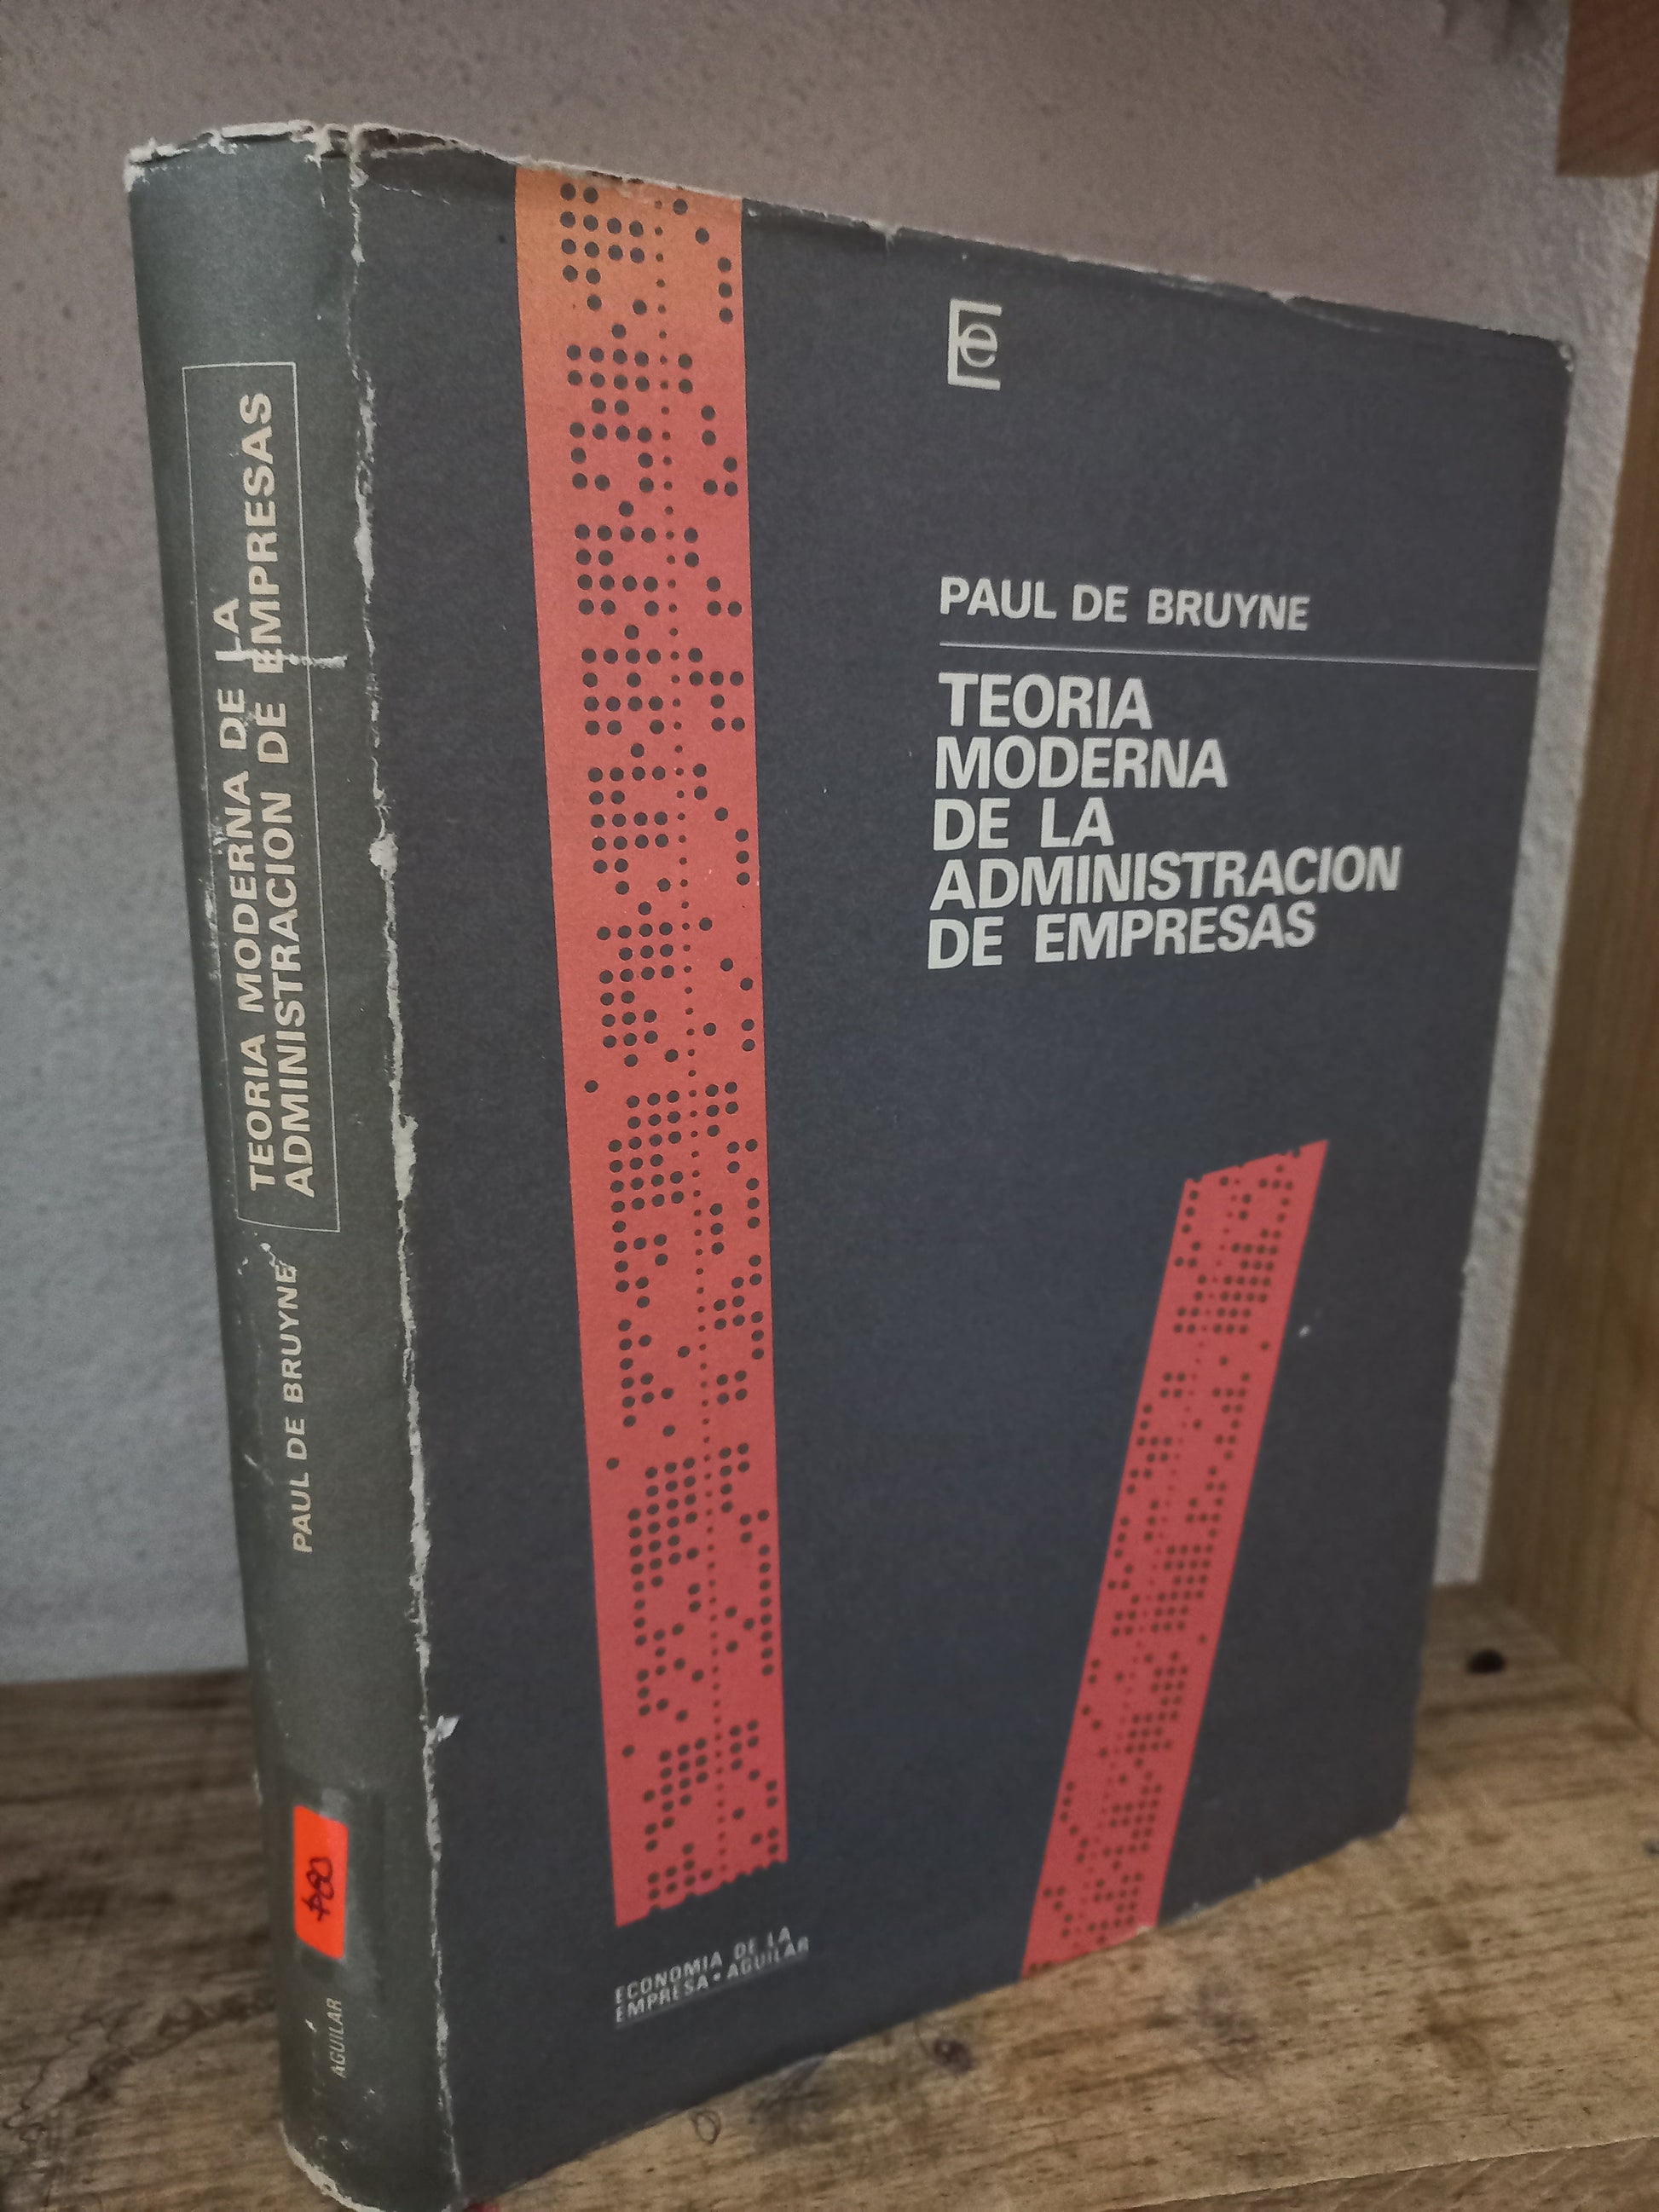 TEORIA MODERNA DE LA
ADMINISTRACION DE EMPRESAS
PAUL DE BRUYNE
AGUILAR
Ee
PAUL DE BRUYNE
TEORIA
MODERNA
DE LA
ADMINISTRACION
DE EMPRESAS
ECONOMIA DE LA
EMPRESA • AGUILAR